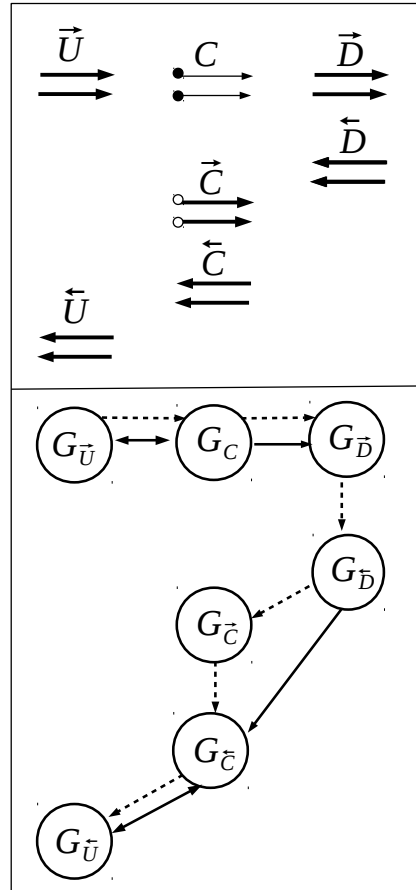 U⃗ C D⃗
D⃖
C⃗
C⃖
U⃖
G_U⃗ G_C G_D⃗
G_D⃖
G_C⃗
G_C⃖
G_U⃖